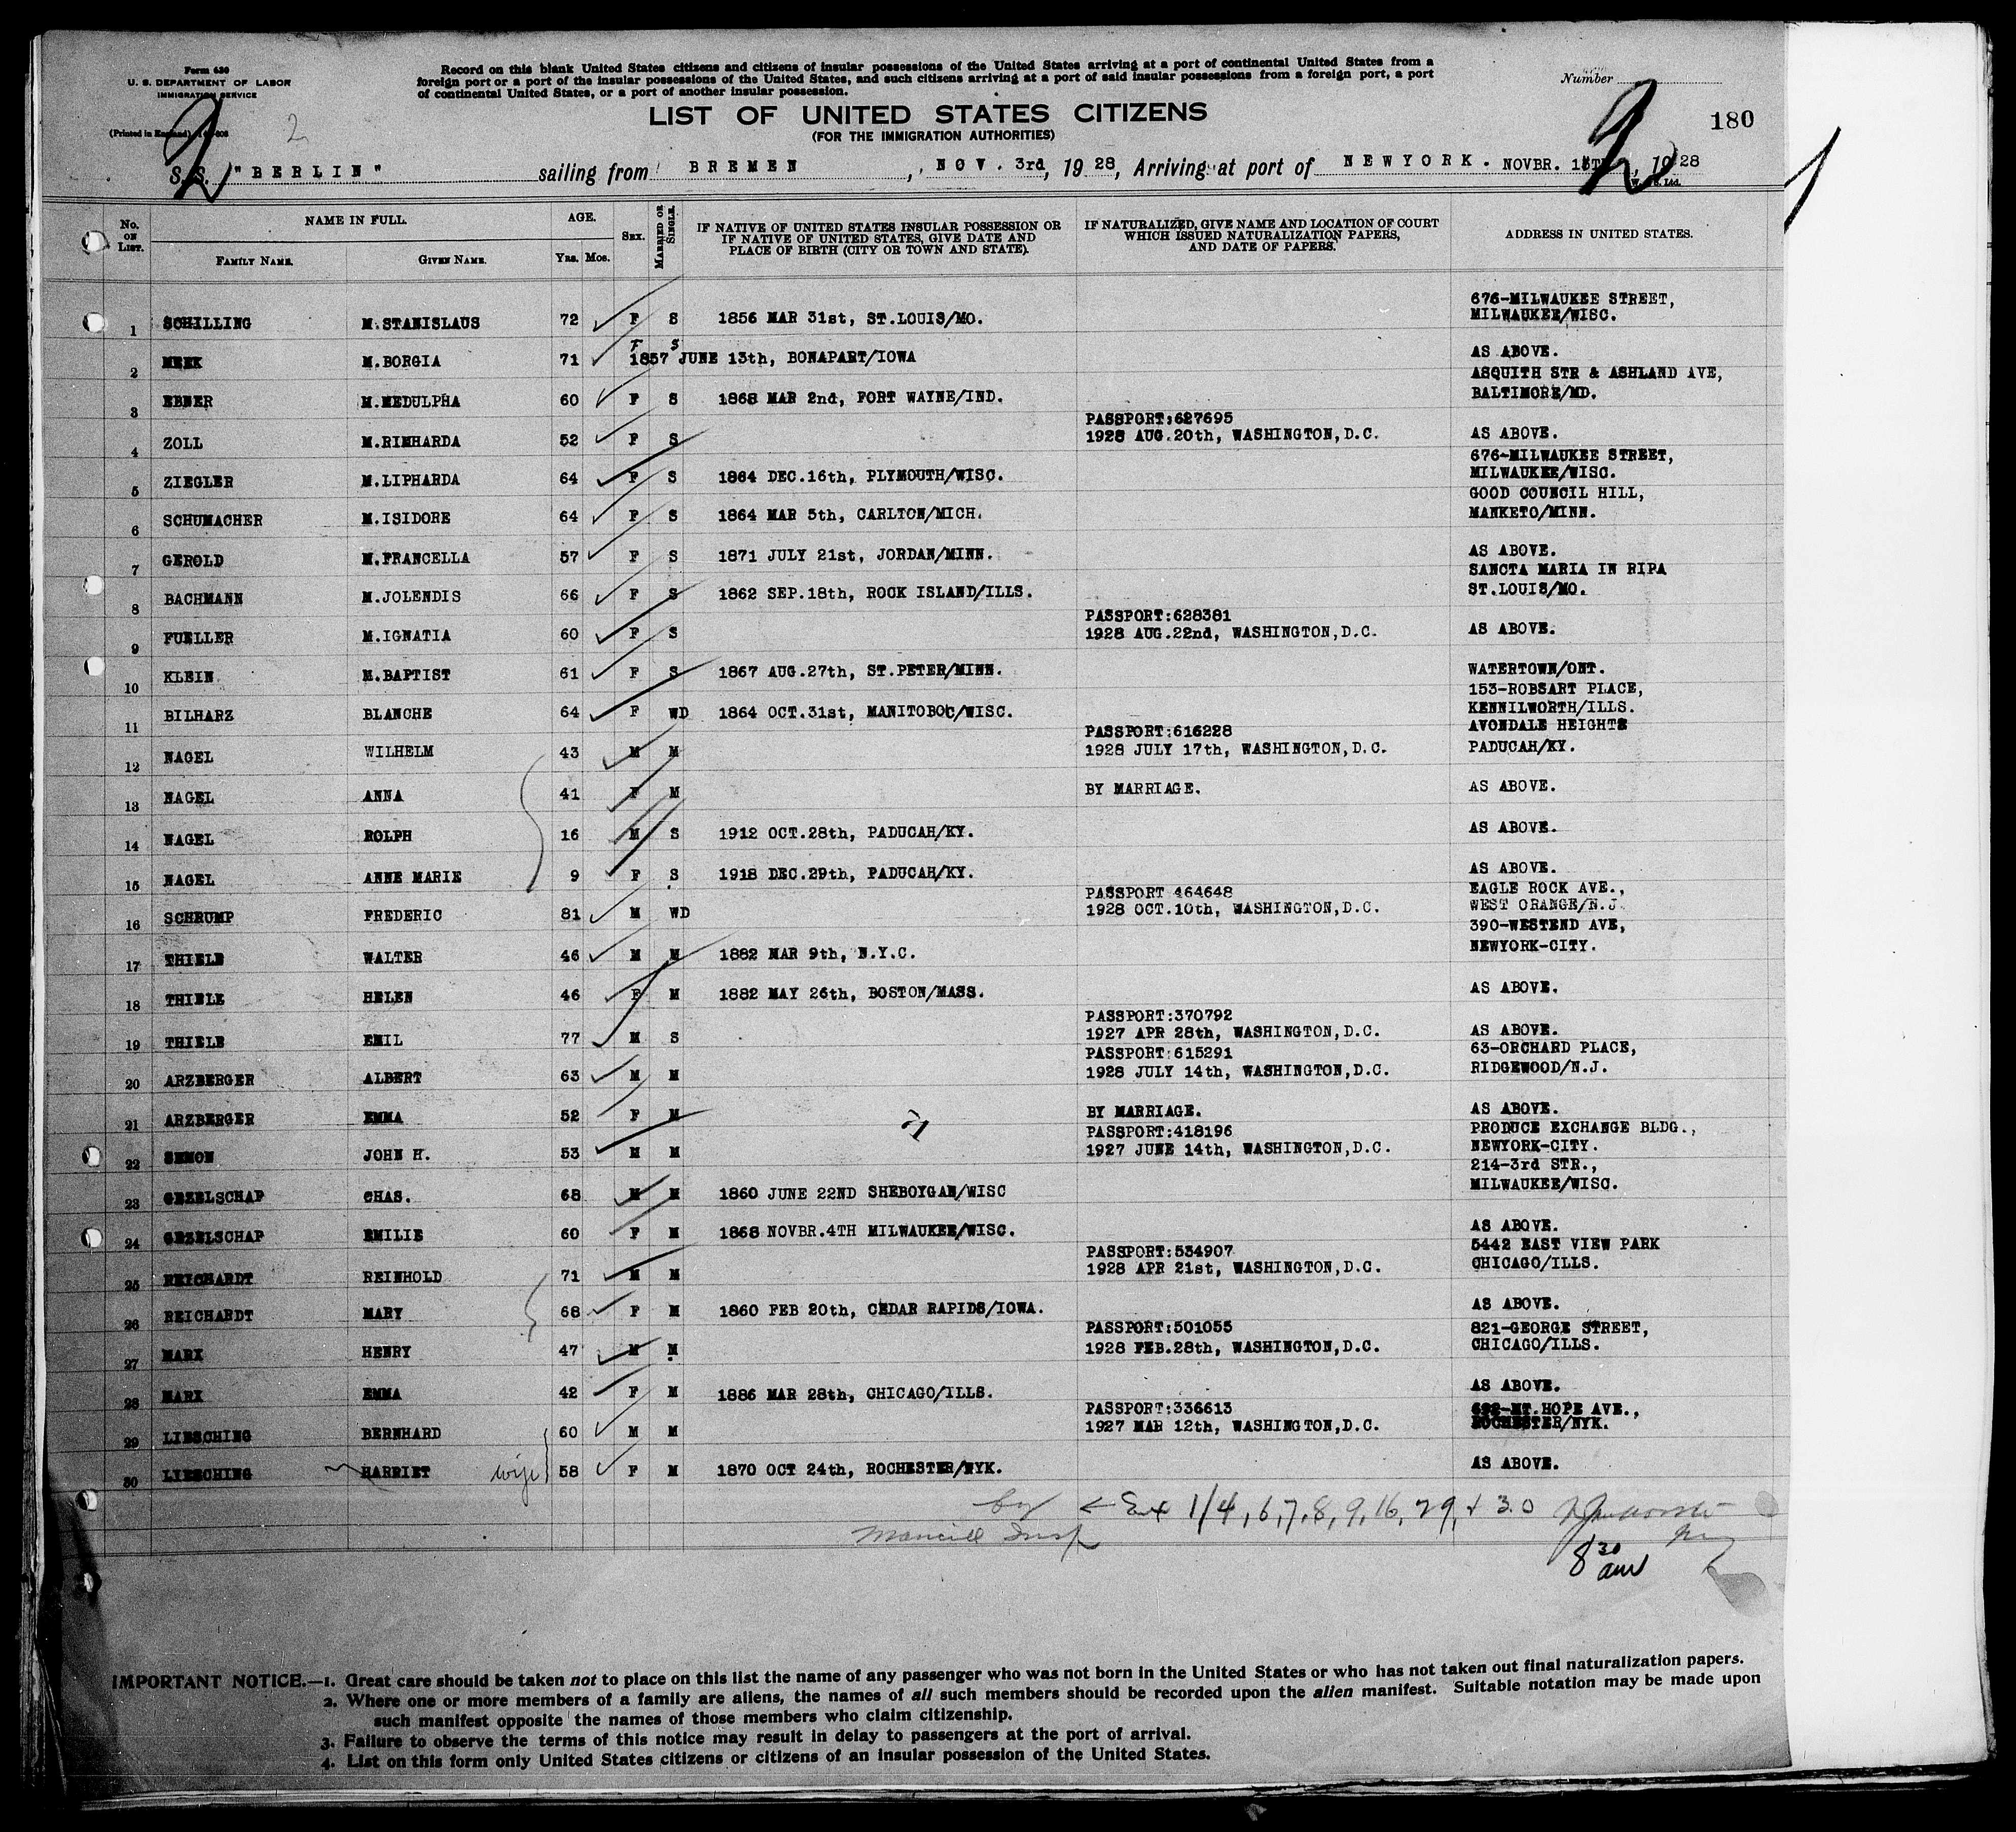 Form 630
U. S. DEPARTMENT OF LABOR
IMMIGRATION SERVICE
(Printed in England)
2
Record on this blank United States citizens and citizens of insular possessions of the United States arriving at a port of continental United States from a
foreign port or a port of the insular possessions of the United States, and such citizens arriving at a port of said insular possessions from a foreign port, a port
of continental United States, or a port of another insular possession.
Number
180
LIST OF UNITED STATES CITIZENS
(FOR THE IMMIGRATION AUTHORITIES)
2
2
S.S. "BERLIN" sailing from BREMEN, NOV. 3rd, 1928, Arriving at port of NEWYORK. NOVBR. 13TH, 1928
No. ON LIST.
NAME IN FULL.
FAMILY NAME.
GIVEN NAME.
AGE.
YRS. MOS.
SEX.
MARRIED OR SINGLE.
IF NATIVE OF UNITED STATES INSULAR POSSESSION OR
IF NATIVE OF UNITED STATES, GIVE DATE AND
PLACE OF BIRTH (CITY OR TOWN AND STATE).
IF NATURALIZED, GIVE NAME AND LOCATION OF COURT
WHICH ISSUED NATURALIZATION PAPERS,
AND DATE OF PAPERS.
ADDRESS IN UNITED STATES.
676-MILWAUKEE STREET,
1 SCHILLING M.STANISLAUS 72 F S 1856 MAR 31st, ST.LOUIS/MO. MILWAUKEE/WISC.
F S
2 MEEK M.BORGIA 71 1857 JUNE 13th, BONAPART/IOWA AS ABOVE.
ASQUITH STR & ASHLAND AVE,
3 EBNER M.MEDULPHA 60 F S 1868 MAR 2nd, FORT WAYNE/IND. BALTIMORE/MD.
PASSPORT:627695
4 ZOLL M.RINHARDA 52 F S 1928 AUG.20th, WASHINGTON,D.C. AS ABOVE.
676-MILWAUKEE STREET,
5 ZIEGLER M.LIPHARDA 64 F S 1864 DEC.16th, PLYMOUTH/WISC. MILWAUKEE/WISC.
GOOD COUNCIL HILL,
6 SCHUMACHER M.ISIDORE 64 F S 1864 MAR 5th, CARLTON/MICH. MANKETO/MINN.
7 GEROLD M.FRANCELLA 57 F S 1871 JULY 21st, JORDAN/MINN. AS ABOVE.
SANCTA MARIA IN RIPA
8 BACHMANN M.JOLENDIS 66 F S 1862 SEP.18th, ROCK ISLAND/ILLS. ST.LOUIS/MO.
PASSPORT:628381
9 FUELLER M.IGNATIA 60 F S 1928 AUG.22nd, WASHINGTON,D.C. AS ABOVE.
10 KLEIN M.BAPTIST 61 F S 1867 AUG.27th, ST.PETER/MINN. WATERTOWN/ONT.
153-ROBSART PLACE,
11 BILHARZ BLANCHE 64 F WD 1864 OCT.31st, MANITOBOC/WISC. KENNILWORTH/ILLS.
PASSPORT:616228 AVONDALE HEIGHTS
12 NAGEL WILHELM 43 M M 1928 JULY 17th, WASHINGTON,D.C. PADUCAH/KY.
13 NAGEL ANNA 41 F M BY MARRIAGE. AS ABOVE.
14 NAGEL ROLPH 16 M S 1912 OCT.28th, PADUCAH/KY. AS ABOVE.
15 NAGEL ANNE MARIE 9 F S 1918 DEC.29th, PADUCAH/KY. AS ABOVE.
PASSPORT 464648 EAGLE ROCK AVE.,
16 SCHRUMP FREDERIC 81 M WD 1928 OCT.10th, WASHINGTON,D.C. WEST ORANGE/N.J.
390-WESTEND AVE,
17 THIELE WALTER 46 M M 1882 MAR 9th, N.Y.C. NEWYORK-CITY.
18 THIELE HELEN 46 F M 1882 MAY 26th, BOSTON/MASS. AS ABOVE.
PASSPORT:370792
19 THIELE EMIL 77 M S 1927 APR 28th, WASHINGTON,D.C. AS ABOVE.
PASSPORT:615291 63-ORCHARD PLACE,
20 ARZBERGER ALBERT 63 M M 1928 JULY 14th, WASHINGTON,D.C. RIDGEWOOD/N.J.
21 ARZBERGER EMMA 52 F M BY MARRIAGE. AS ABOVE.
PASSPORT:418196 PRODUCE EXCHANGE BLDG.,
22 SEMON JOHN H. 53 M M 1927 JUNE 14th, WASHINGTON,D.C. NEWYORK-CITY.
214-3rd STR.,
23 GEZELSCHAP CHAS. 68 M M 1860 JUNE 22ND SHEBOYGAN/WISC MILWAUKEE/WISC.
24 GEZELSCHAP EMILIE 60 F M 1868 NOVBR.4TH MILWAUKEE/WISC. AS ABOVE.
PASSPORT:534907 5442 EAST VIEW PARK
25 REICHARDT REINHOLD 71 M M 1928 APR 21st, WASHINGTON,D.C. CHICAGO/ILLS.
26 REICHARDT MARY 68 F M 1860 FEB 20th, CEDAR RAPIDS/IOWA. AS ABOVE.
PASSPORT:501055 821-GEORGE STREET,
27 MARX HENRY 47 M M 1928 FEB.28th, WASHINGTON,D.C. CHICAGO/ILLS.
28 MARX EMMA 42 F M 1886 MAR 28th, CHICAGO/ILLS. AS ABOVE.
PASSPORT:336613 692-MT.HOPE AVE.,
29 LIESCHING BERNHARD 60 M M 1927 MAR 12th, WASHINGTON,D.C. ROCHESTER/NYK.
30 LIESCHING HARRIET wife 58 F M 1870 OCT 24th, ROCHESTER/NYK. AS ABOVE.
1/4, 6, 7, 8, 9, 16, 29, + 30
Insp
8 30 am
IMPORTANT NOTICE.—1. Great care should be taken not to place on this list the name of any passenger who was not born in the United States or who has not taken out final naturalization papers.
2. Where one or more members of a family are aliens, the names of all such members should be recorded upon the alien manifest. Suitable notation may be made upon
such manifest opposite the names of those members who claim citizenship.
3. Failure to observe the terms of this notice may result in delay to passengers at the port of arrival.
4. List on this form only United States citizens or citizens of an insular possession of the United States.